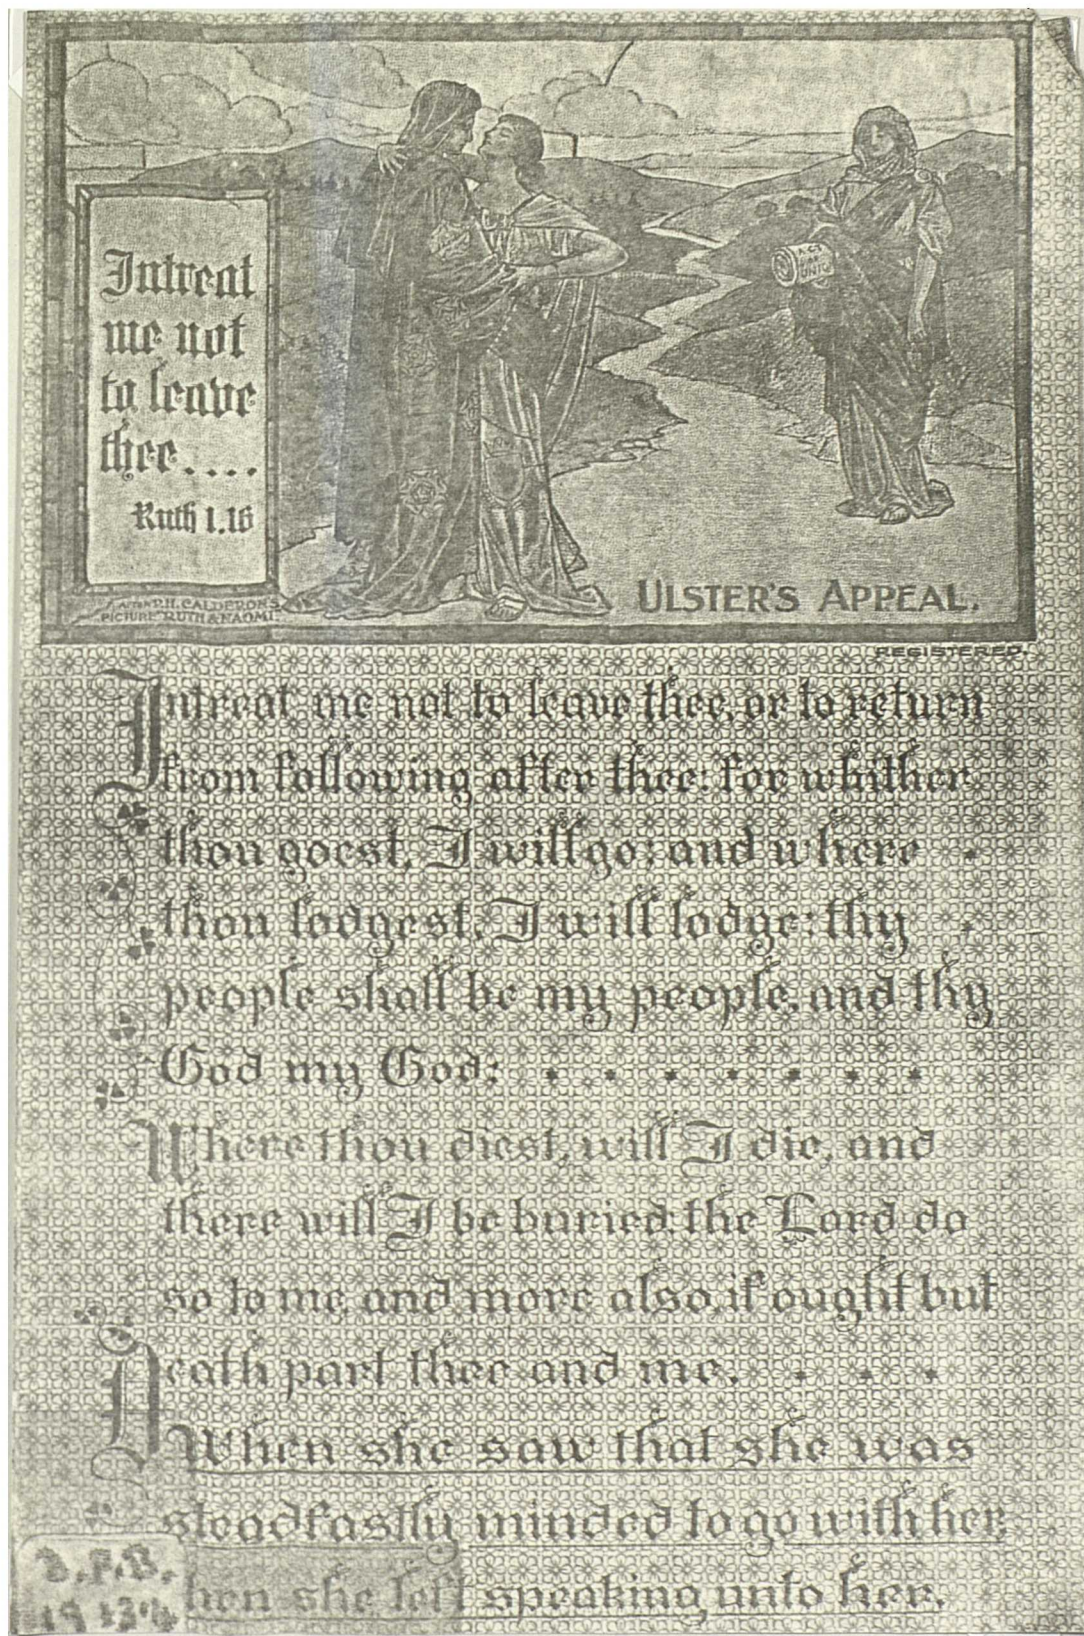 Intreat
me not
to leave
thee....
Ruth 1.16
AFTER P.H. CALDERON'S
PICTURE RUTH & NAOMI
ACT
OF
UNION
ULSTER'S APPEAL.
REGISTERED.
Intreat me not to leave thee, or to return
from following after thee: for whither
thou goest, I will go: and where
thou lodgest, I will lodge: thy
people shall be my people, and thy
God my God:
Where thou diest, will I die, and
there will I be buried: the Lord do
so to me, and more also, if ought but
Death part thee and me.
When she saw that she was
steadfastly minded to go with her,
hen she left speaking unto her.